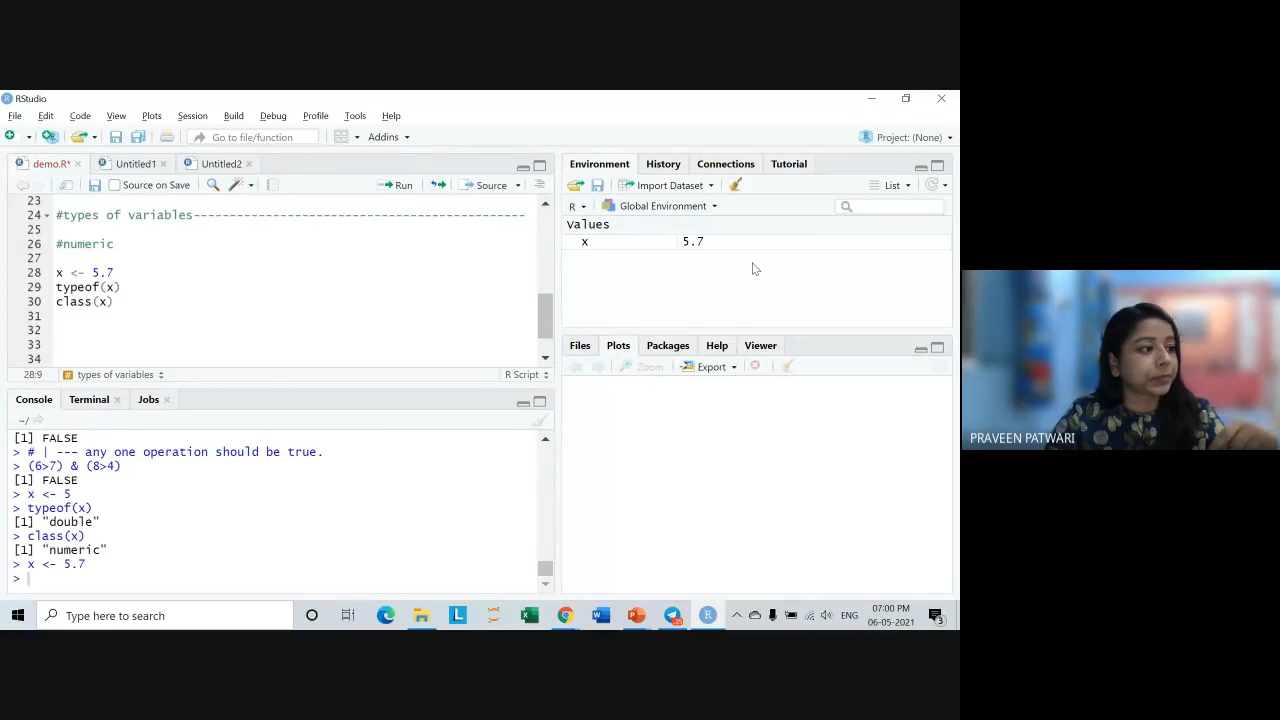 RStudio
File Edit Code View Plots Session Build Debug Profile Tools Help
Go to file/function Addins Project: (None)
demo.R* Untitled1 Untitled2
Source on Save Run Source
23
24 #types of variables----------------------------------------------
25
26 #numeric
27
28 x <- 5.7
29 typeof(x)
30 class(x)
31
32
33
34
28:9 # types of variables R Script
Console Terminal Jobs
~/
[1] FALSE
> # | --- any one operation should be true.
> (6>7) & (8>4)
[1] FALSE
> x <- 5
> typeof(x)
[1] "double"
> class(x)
[1] "numeric"
> x <- 5.7
>
Environment History Connections Tutorial
Import Dataset List
R Global Environment
Values
x 5.7
Files Plots Packages Help Viewer
Zoom Export
PRAVEEN PATWARI
Type here to search
ENG
07:00 PM
06-05-2021
3